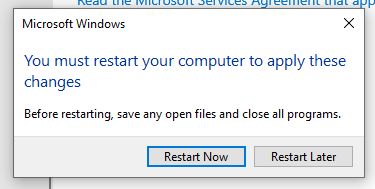 Read the Microsoft Services Agreement that app
Microsoft Windows
You must restart your computer to apply these
changes
Before restarting, save any open files and close all programs.
Restart Now
Restart Later